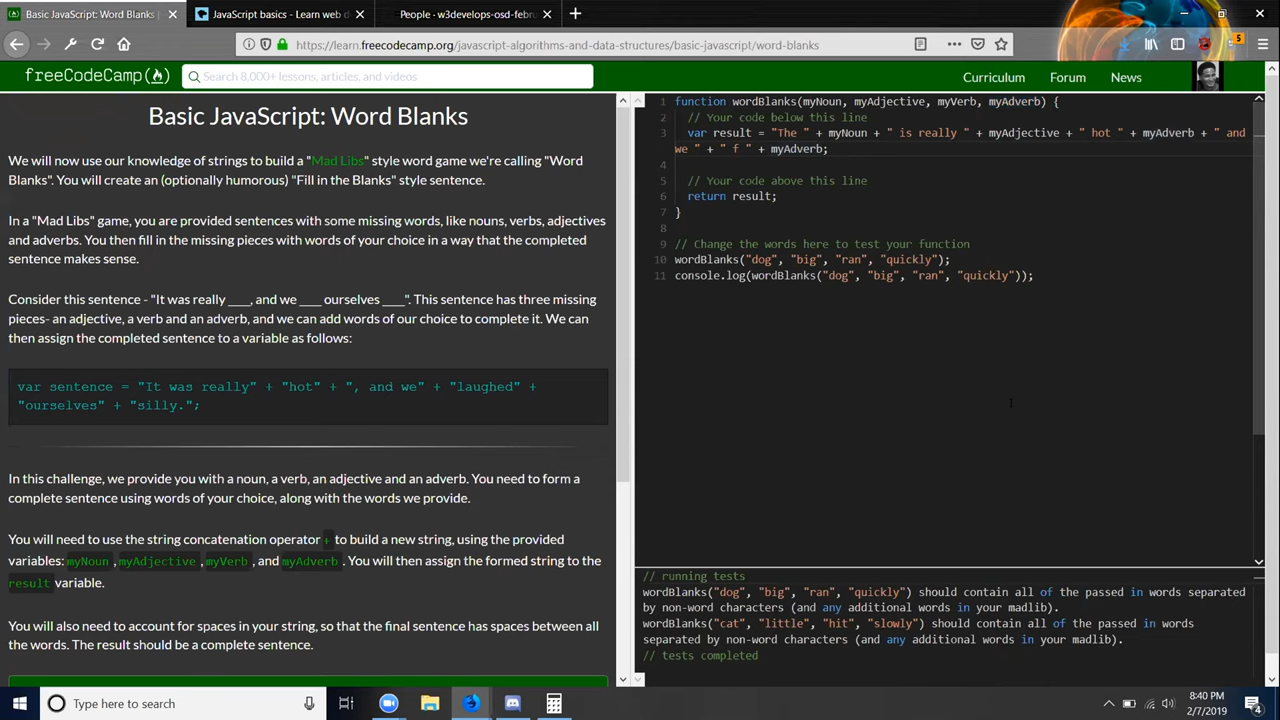 Basic JavaScript: Word Blanks
JavaScript basics - Learn web d
People - w3develops-osd-febru
https://learn.freecodecamp.org/javascript-algorithms-and-data-structures/basic-javascript/word-blanks
5
freeCodeCamp
Search 8,000+ lessons, articles, and videos
Curriculum
Forum
News
Basic JavaScript: Word Blanks
We will now use our knowledge of strings to build a "Mad Libs" style word game we're calling "Word
Blanks". You will create an (optionally humorous) "Fill in the Blanks" style sentence.
In a "Mad Libs" game, you are provided sentences with some missing words, like nouns, verbs, adjectives
and adverbs. You then fill in the missing pieces with words of your choice in a way that the completed
sentence makes sense.
Consider this sentence - "It was really ____, and we ____ ourselves ____". This sentence has three missing
pieces- an adjective, a verb and an adverb, and we can add words of our choice to complete it. We can
then assign the completed sentence to a variable as follows:
var sentence = "It was really" + "hot" + ", and we" + "laughed" +
"ourselves" + "silly.";
In this challenge, we provide you with a noun, a verb, an adjective and an adverb. You need to form a
complete sentence using words of your choice, along with the words we provide.
You will need to use the string concatenation operator + to build a new string, using the provided
variables: myNoun , myAdjective , myVerb , and myAdverb . You will then assign the formed string to the
result variable.
You will also need to account for spaces in your string, so that the final sentence has spaces between all
the words. The result should be a complete sentence.
1 function wordBlanks(myNoun, myAdjective, myVerb, myAdverb) {
2 // Your code below this line
3 var result = "The " + myNoun + " is really " + myAdjective + " hot " + myAdverb + " and
we " + " f " + myAdverb;
4
5 // Your code above this line
6 return result;
7 }
8
9 // Change the words here to test your function
10 wordBlanks("dog", "big", "ran", "quickly");
11 console.log(wordBlanks("dog", "big", "ran", "quickly"));
// running tests
wordBlanks("dog", "big", "ran", "quickly") should contain all of the passed in words separated
by non-word characters (and any additional words in your madlib).
wordBlanks("cat", "little", "hit", "slowly") should contain all of the passed in words
separated by non-word characters (and any additional words in your madlib).
// tests completed
Type here to search
8:40 PM
2/7/2019
4